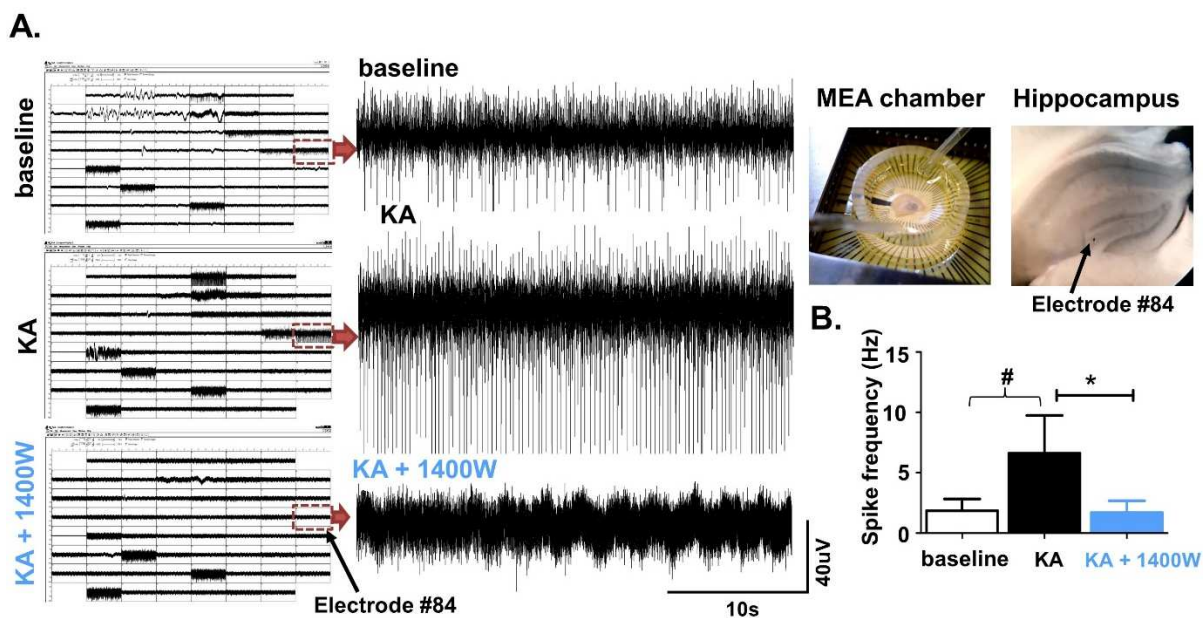 A.
baseline
baseline
KA
KA
KA + 1400W
KA + 1400W
Electrode #84
40uV
10s
MEA chamber
Hippocampus
Electrode #84
B.
Spike frequency (Hz)
15
10
5
0
#
*
baseline
KA
KA + 1400W